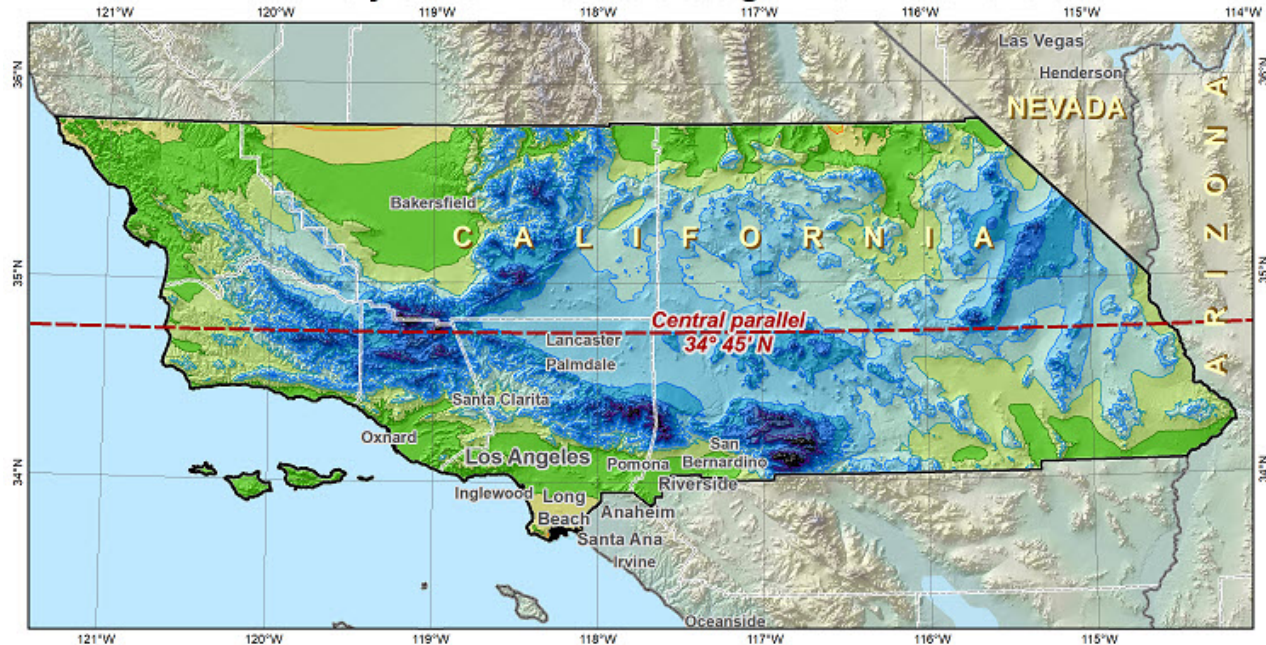 121°W 120°W 119°W 118°W 117°W 116°W 115°W 114°W
Las Vegas
36°N
36°N
Henderson
NEVADA
ARIZONA
Bakersfield
CALIFORNIA
35°N
35°N
Central parallel
34° 45' N
Lancaster
Palmdale
Santa Clarita
Oxnard
San
Bernardino
Los Angeles
Pomona
34°N
34°N
Riverside
Inglewood
Long
Beach
Anaheim
Santa Ana
Irvine
Oceanside
121°W 120°W 119°W 118°W 117°W 116°W 115°W